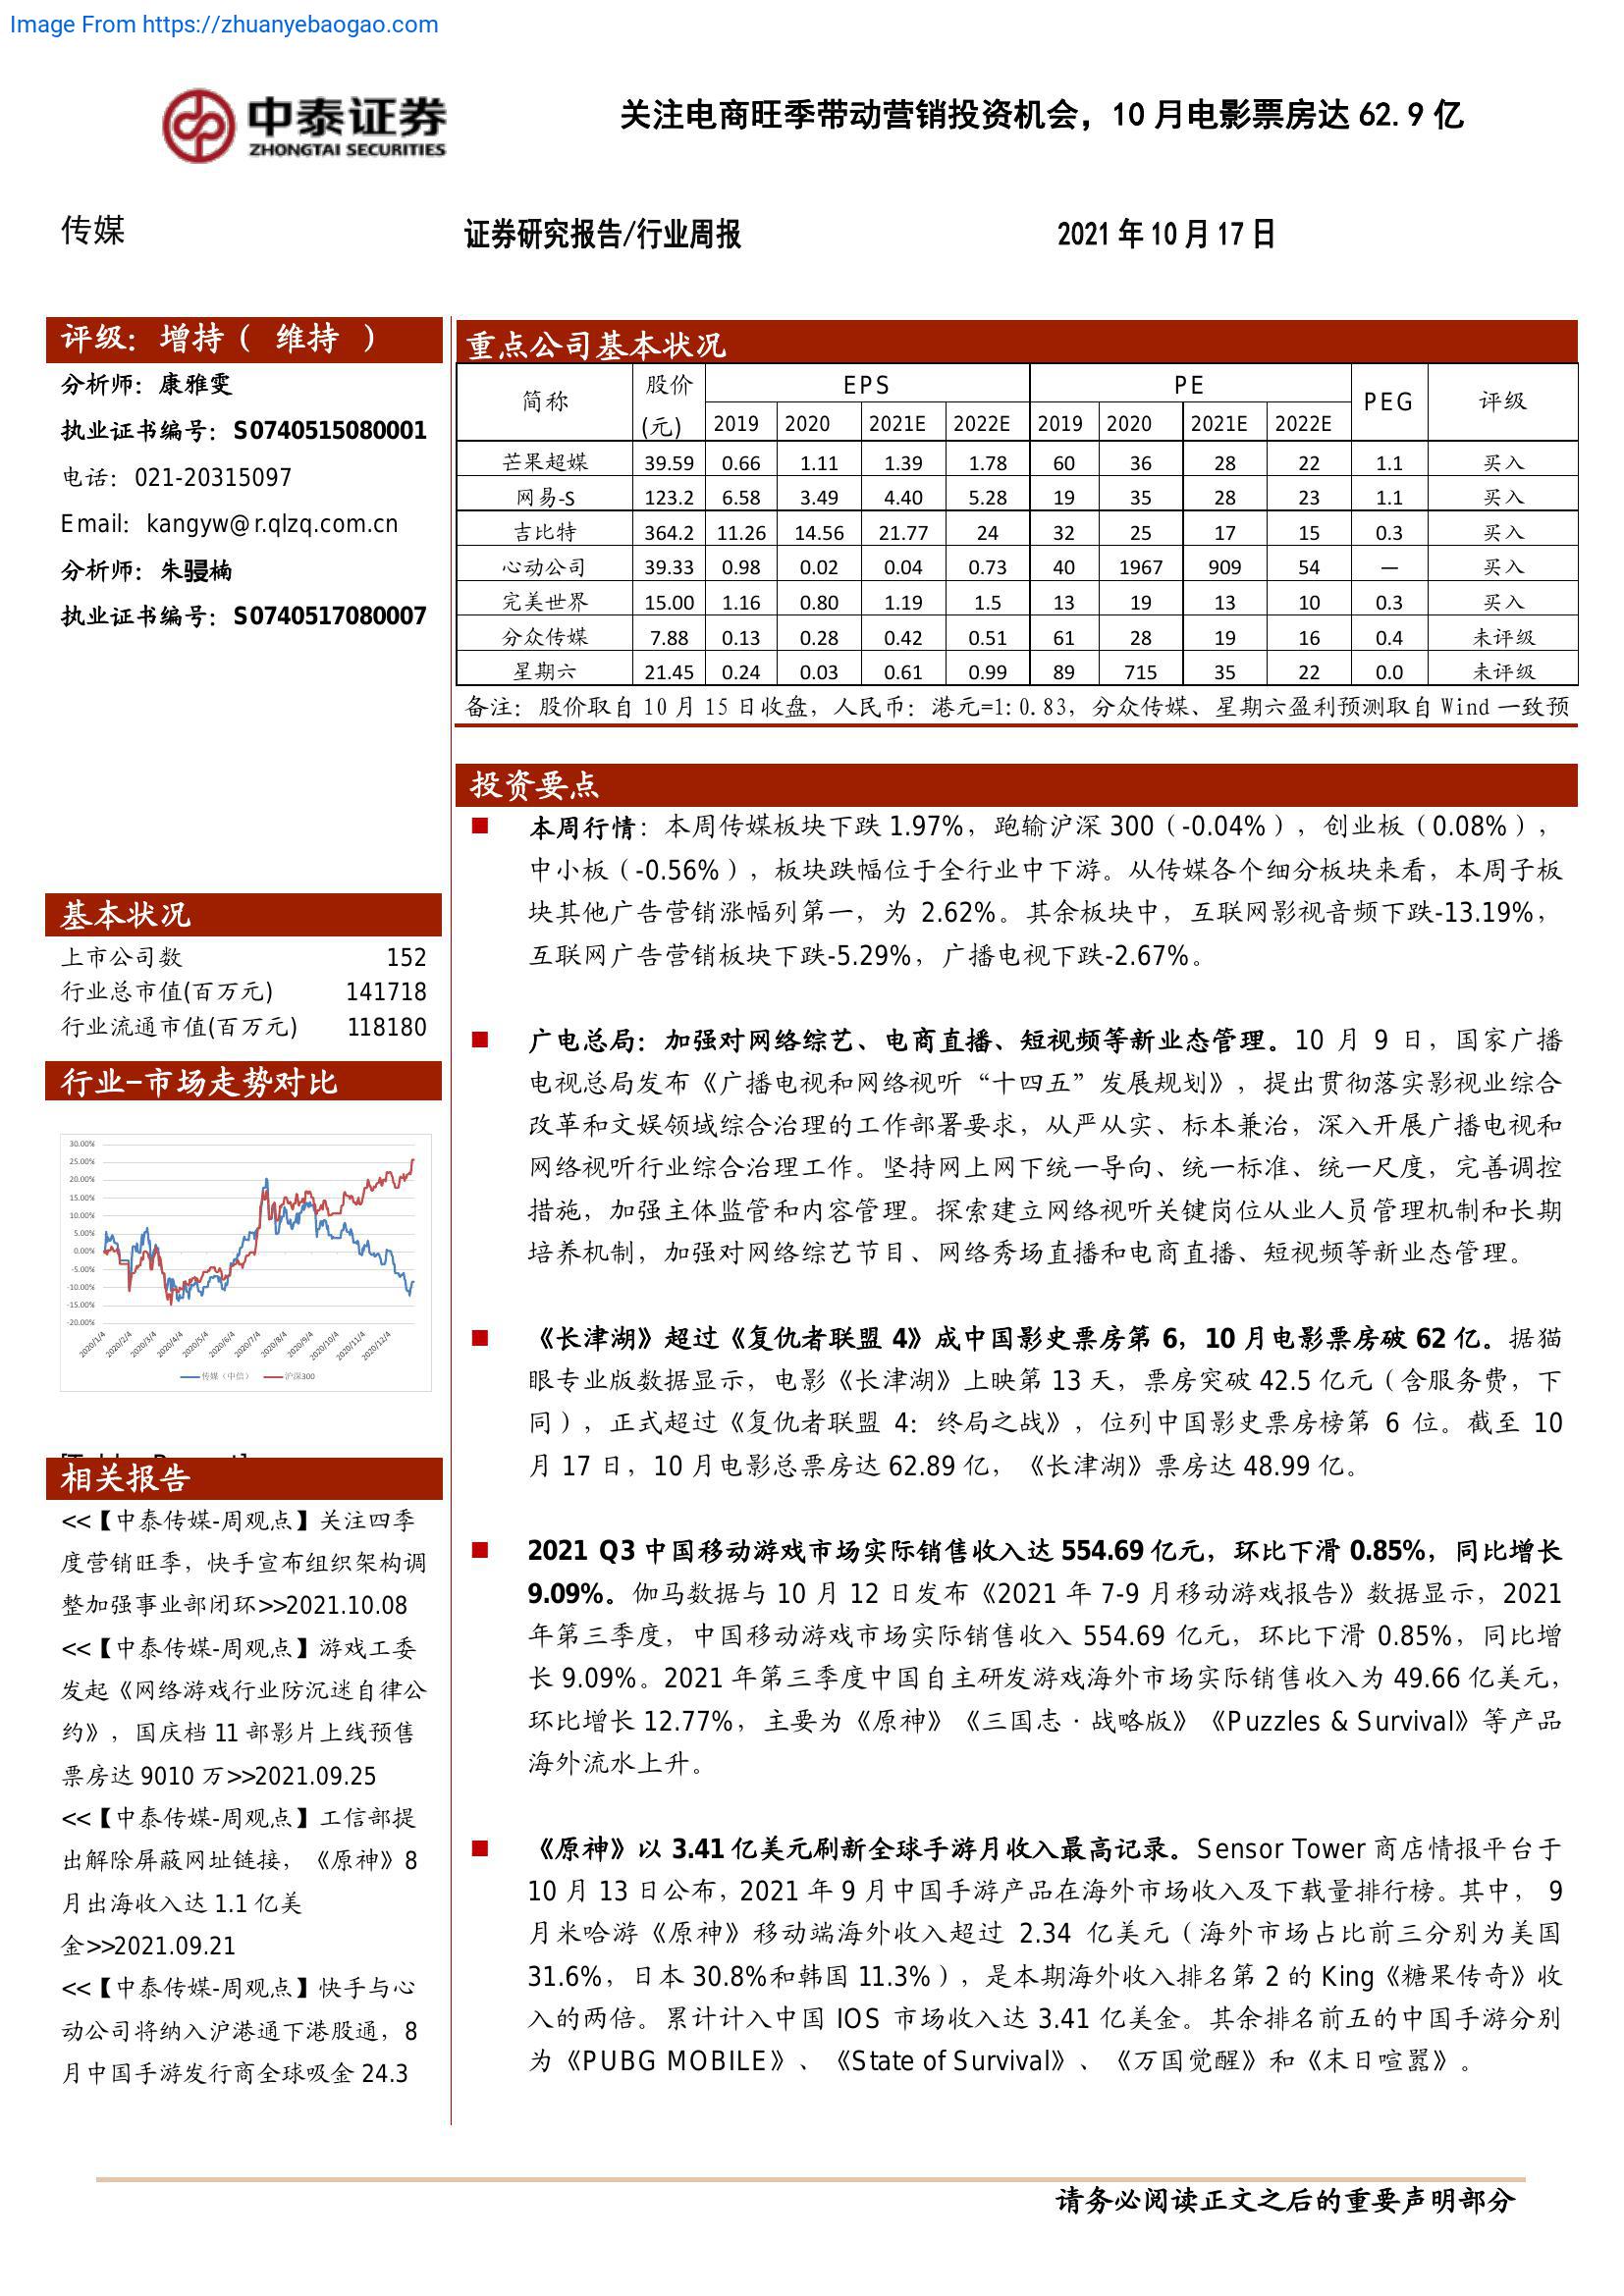 Image From https://zhuanyebaogao.com
中泰证券
ZHONGTAI SECURITIES
关注电商旺季带动营销投资机会，10 月电影票房达 62.9 亿
传媒
证券研究报告/行业周报
2021 年 10 月 17 日
评级：增持（ 维持 ）
分析师：康雅雯
执业证书编号：S0740515080001
电话：021-20315097
Email：kangyw@r.qlzq.com.cn
分析师：朱骎楠
执业证书编号：S0740517080007
基本状况
上市公司数 152
行业总市值(百万元) 141718
行业流通市值(百万元) 118180
行业-市场走势对比
30.00%
25.00%
20.00%
15.00%
10.00%
5.00%
0.00%
-5.00%
-10.00%
-15.00%
-20.00%
2020/1/4 2020/2/4 2020/3/4 2020/4/4 2020/5/4 2020/6/4 2020/7/4 2020/8/4 2020/9/4 2020/10/4 2020/11/4 2020/12/4
传媒（中信） 沪深300
相关报告
<<【中泰传媒-周观点】关注四季
度营销旺季，快手宣布组织架构调
整加强事业部闭环>>2021.10.08
<<【中泰传媒-周观点】游戏工委
发起《网络游戏行业防沉迷自律公
约》，国庆档 11 部影片上线预售
票房达 9010 万>>2021.09.25
<<【中泰传媒-周观点】工信部提
出解除屏蔽网址链接，《原神》8
月出海收入达 1.1 亿美
金>>2021.09.21
<<【中泰传媒-周观点】快手与心
动公司将纳入沪港通下港股通，8
月中国手游发行商全球吸金 24.3
重点公司基本状况
简称 股价(元) EPS PE PEG 评级
2019 2020 2021E 2022E 2019 2020 2021E 2022E
芒果超媒 39.59 0.66 1.11 1.39 1.78 60 36 28 22 1.1 买入
网易-S 123.2 6.58 3.49 4.40 5.28 19 35 28 23 1.1 买入
吉比特 364.2 11.26 14.56 21.77 24 32 25 17 15 0.3 买入
心动公司 39.33 0.98 0.02 0.04 0.73 40 1967 909 54 — 买入
完美世界 15.00 1.16 0.80 1.19 1.5 13 19 13 10 0.3 买入
分众传媒 7.88 0.13 0.28 0.42 0.51 61 28 19 16 0.4 未评级
星期六 21.45 0.24 0.03 0.61 0.99 89 715 35 22 0.0 未评级
备注：股价取自 10 月 15 日收盘，人民币：港元=1:0.83，分众传媒、星期六盈利预测取自 Wind 一致预
投资要点
本周行情：本周传媒板块下跌 1.97%，跑输沪深 300（-0.04%），创业板（0.08%），
中小板（-0.56%），板块跌幅位于全行业中下游。从传媒各个细分板块来看，本周子板
块其他广告营销涨幅列第一，为 2.62%。其余板块中，互联网影视音频下跌-13.19%，
互联网广告营销板块下跌-5.29%，广播电视下跌-2.67%。
广电总局：加强对网络综艺、电商直播、短视频等新业态管理。10 月 9 日，国家广播
电视总局发布《广播电视和网络视听“十四五”发展规划》，提出贯彻落实影视业综合
改革和文娱领域综合治理的工作部署要求，从严从实、标本兼治，深入开展广播电视和
网络视听行业综合治理工作。坚持网上网下统一导向、统一标准、统一尺度，完善调控
措施，加强主体监管和内容管理。探索建立网络视听关键岗位从业人员管理机制和长期
培养机制，加强对网络综艺节目、网络秀场直播和电商直播、短视频等新业态管理。
《长津湖》超过《复仇者联盟 4》成中国影史票房第 6，10 月电影票房破 62 亿。据猫
眼专业版数据显示，电影《长津湖》上映第 13 天，票房突破 42.5 亿元（含服务费，下
同），正式超过《复仇者联盟 4：终局之战》，位列中国影史票房榜第 6 位。截至 10
月 17 日，10 月电影总票房达 62.89 亿，《长津湖》票房达 48.99 亿。
2021 Q3 中国移动游戏市场实际销售收入达 554.69 亿元，环比下滑 0.85%，同比增长
9.09%。伽马数据与 10 月 12 日发布《2021 年 7-9 月移动游戏报告》数据显示，2021
年第三季度，中国移动游戏市场实际销售收入 554.69 亿元，环比下滑 0.85%，同比增
长 9.09%。2021 年第三季度中国自主研发游戏海外市场实际销售收入为 49.66 亿美元，
环比增长 12.77%，主要为《原神》《三国志·战略版》《Puzzles & Survival》等产品
海外流水上升。
《原神》以 3.41 亿美元刷新全球手游月收入最高记录。Sensor Tower 商店情报平台于
10 月 13 日公布，2021 年 9 月中国手游产品在海外市场收入及下载量排行榜。其中， 9
月米哈游《原神》移动端海外收入超过 2.34 亿美元（海外市场占比前三分别为美国
31.6%，日本 30.8%和韩国 11.3%），是本期海外收入排名第 2 的 King《糖果传奇》收
入的两倍。累计计入中国 IOS 市场收入达 3.41 亿美金。其余排名前五的中国手游分别
为《PUBG MOBILE》、《State of Survival》、《万国觉醒》和《末日喧嚣》。
请务必阅读正文之后的重要声明部分